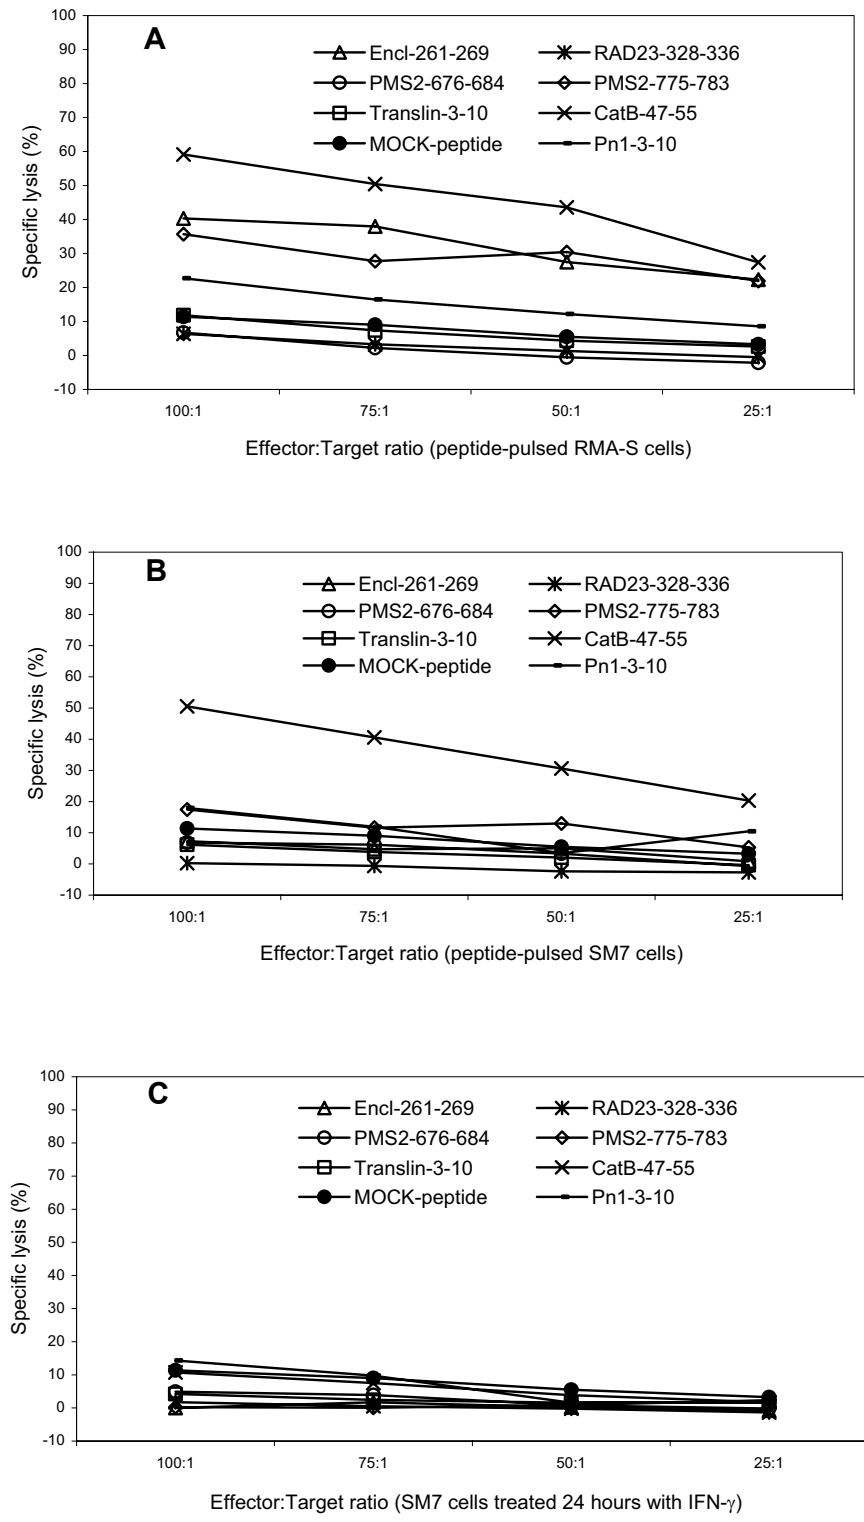 A
Encl-261-269
RAD23-328-336
PMS2-676-684
PMS2-775-783
Translin-3-10
CatB-47-55
MOCK-peptide
Pn1-3-10
Specific lysis (%)
100
90
80
70
60
50
40
30
20
10
0
-10
100:1 75:1 50:1 25:1
Effector:Target ratio (peptide-pulsed RMA-S cells)
B
Encl-261-269
RAD23-328-336
PMS2-676-684
PMS2-775-783
Translin-3-10
CatB-47-55
MOCK-peptide
Pn1-3-10
Specific lysis (%)
100
90
80
70
60
50
40
30
20
10
0
-10
100:1 75:1 50:1 25:1
Effector:Target ratio (peptide-pulsed SM7 cells)
C
Encl-261-269
RAD23-328-336
PMS2-676-684
PMS2-775-783
Translin-3-10
CatB-47-55
MOCK-peptide
Pn1-3-10
Specific lysis (%)
100
90
80
70
60
50
40
30
20
10
0
-10
100:1 75:1 50:1 25:1
Effector:Target ratio (SM7 cells treated 24 hours with IFN-γ)